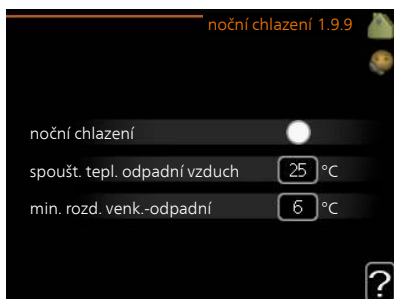 noční chlazení 1.9.9
noční chlazení
spoušt. tepl. odpadní vzduch 25 °C
min. rozd. venk.-odpadní 6 °C
?